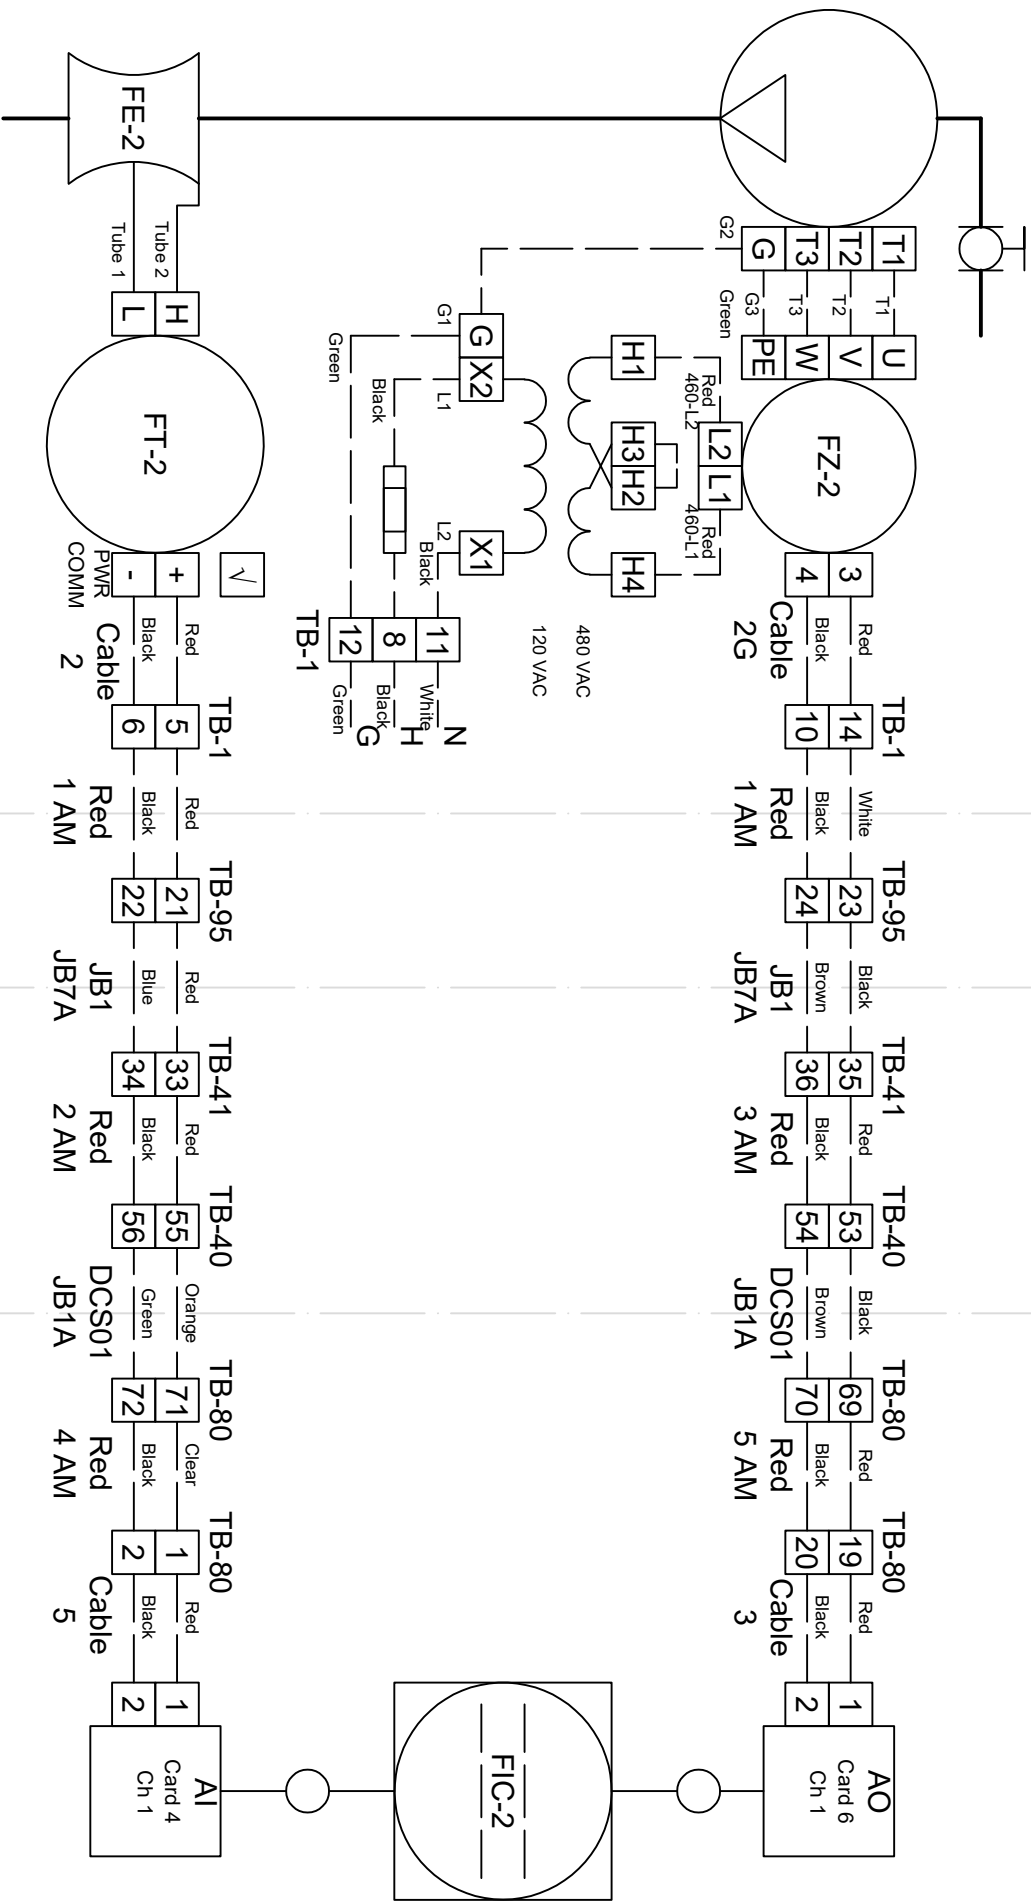 T1
T2
T3
G
G2
T1
T2
T3
G3
Green
U
V
W
PE
FZ-2
3
4
Red
Black
Cable
2G
TB-1
14
10
White
Black
Red
1 AM
TB-95
23
24
Black
Brown
JB1
JB7A
TB-41
35
36
Red
Black
Red
3 AM
TB-40
53
54
Black
Brown
DCS01
JB1A
TB-80
69
70
Red
Black
Red
5 AM
TB-80
19
20
Red
Black
Cable
3
1
2
AO
Card 6
Ch 1
L2
L1
Red
460-L2
Red
460-L1
H1
H3
H2
H4
480 VAC
120 VAC
G
X2
X1
G1
L1
L2
Green
Black
Black
11
8
12
TB-1
White
Black
Green
N
H
G
FIC-2
FE-2
Tube 2
Tube 1
H
L
FT-2
√
+
-
PWR
COMM
Red
Black
Cable
2
TB-1
5
6
Red
Black
Red
1 AM
TB-95
21
22
Red
Blue
JB1
JB7A
TB-41
33
34
Red
Black
Red
2 AM
TB-40
55
56
Orange
Green
DCS01
JB1A
TB-80
71
72
Clear
Black
Red
4 AM
TB-80
1
2
Red
Black
Cable
5
1
2
AI
Card 4
Ch 1